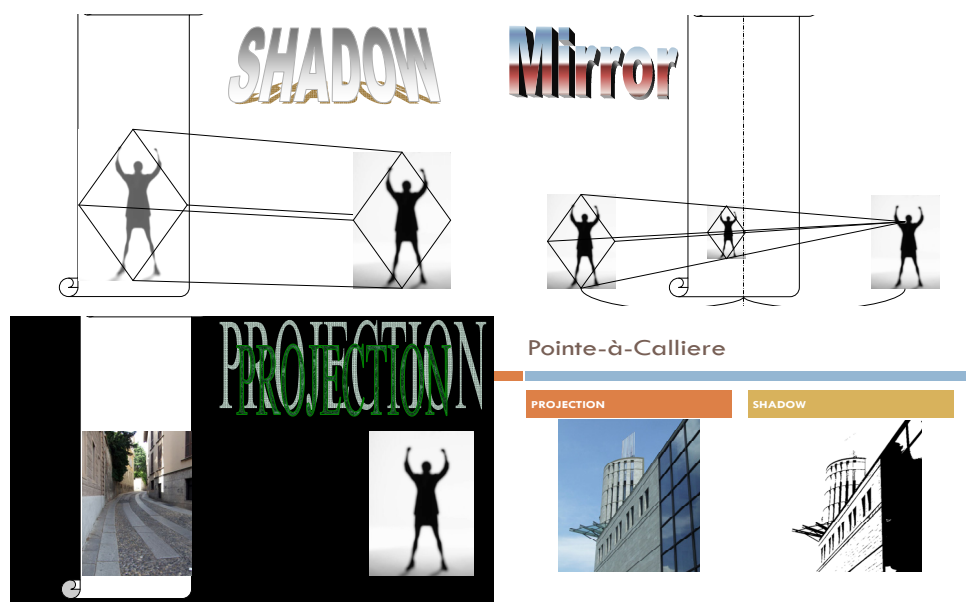 SHADOW
Mirror
PROJECTION
PROJECTION
Pointe-à-Calliere
PROJECTION
SHADOW